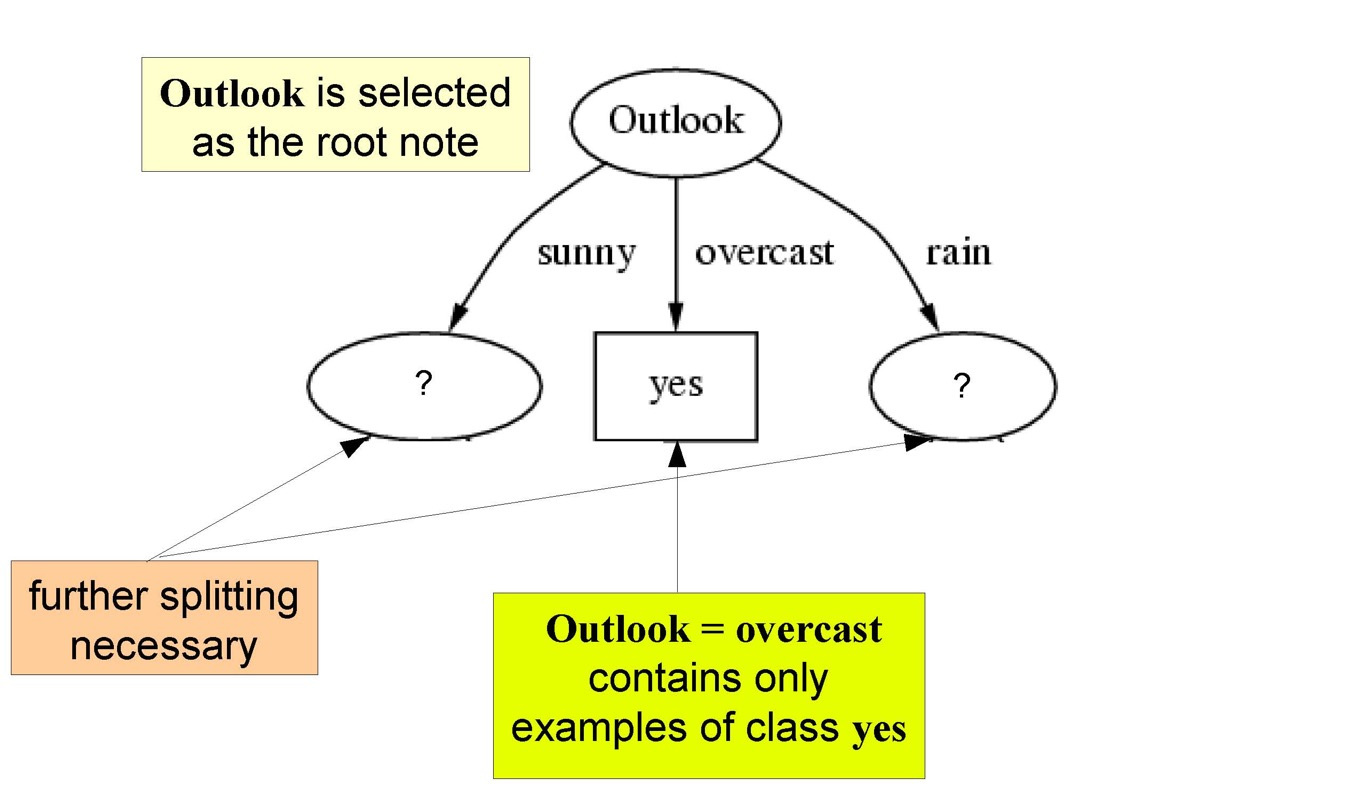 Outlook is selected
as the root note
Outlook
sunny
overcast
rain
?
yes
?
further splitting
necessary
Outlook = overcast
contains only
examples of class yes